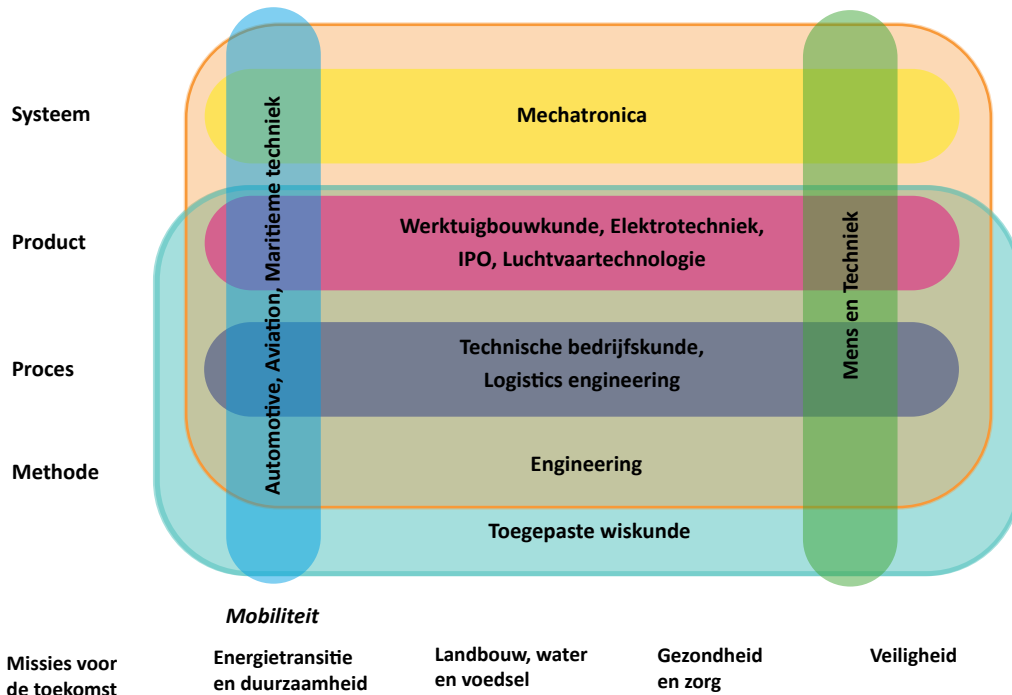 Systeem
Mechatronica
Product
Werktuigbouwkunde, Elektrotechniek,
IPO, Luchtvaartechnologie
Proces
Technische bedrijfskunde,
Logistics engineering
Methode
Engineering
Toegepaste wiskunde
Automotive, Aviation, Maritieme techniek
Mens en Techniek
Mobiliteit
Missies voor
de toekomst
Energietransitie
en duurzaamheid
Landbouw, water
en voedsel
Gezondheid
en zorg
Veiligheid